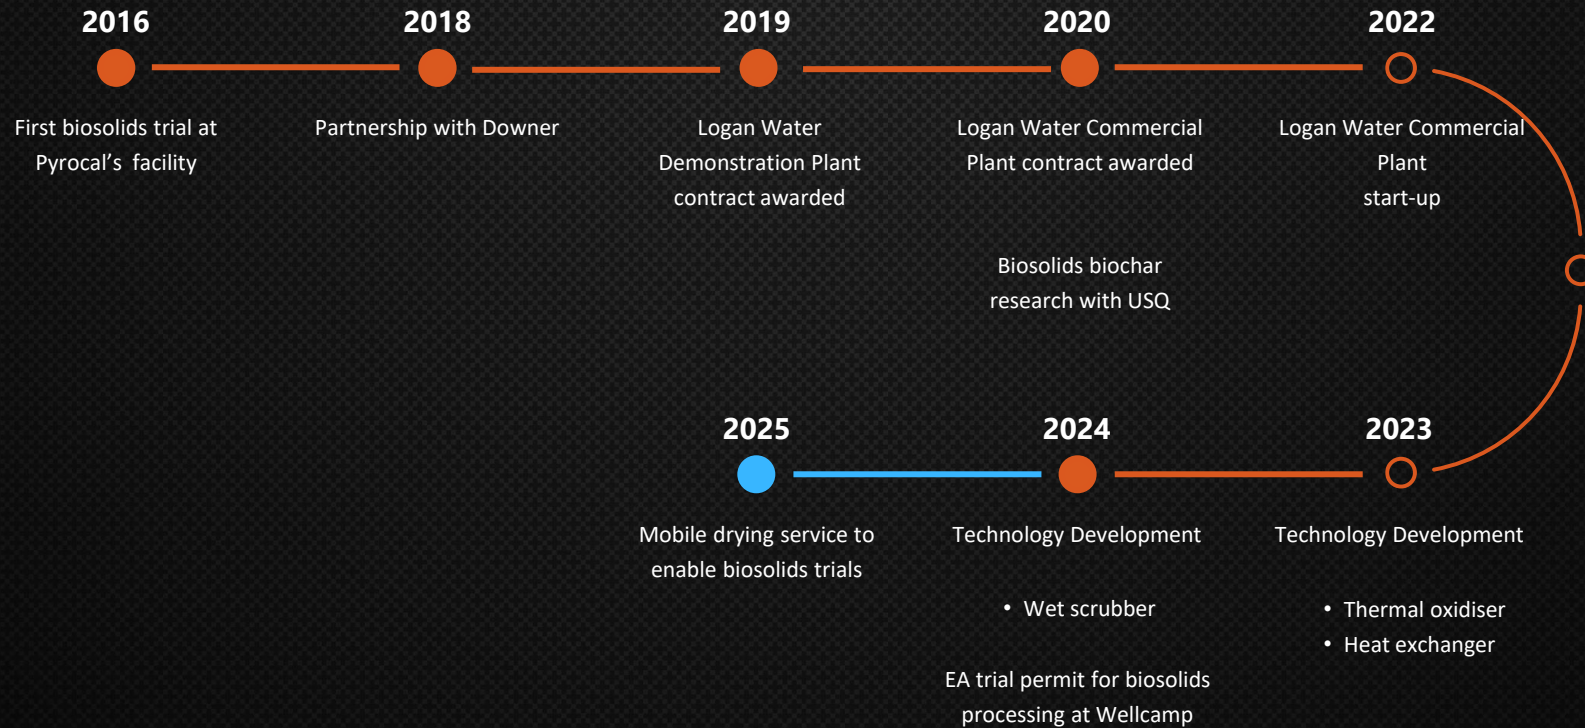 2016
First biosolids trial at
Pyrocal's  facility
2018
Partnership with Downer
2019
Logan Water
Demonstration Plant
contract awarded
2020
Logan Water Commercial
Plant contract awarded
Biosolids biochar
research with USQ
2022
Logan Water Commercial
Plant
start-up
2023
Technology Development
• Thermal oxidiser
• Heat exchanger
2024
Technology Development
• Wet scrubber
EA trial permit for biosolids
processing at Wellcamp
2025
Mobile drying service to
enable biosolids trials